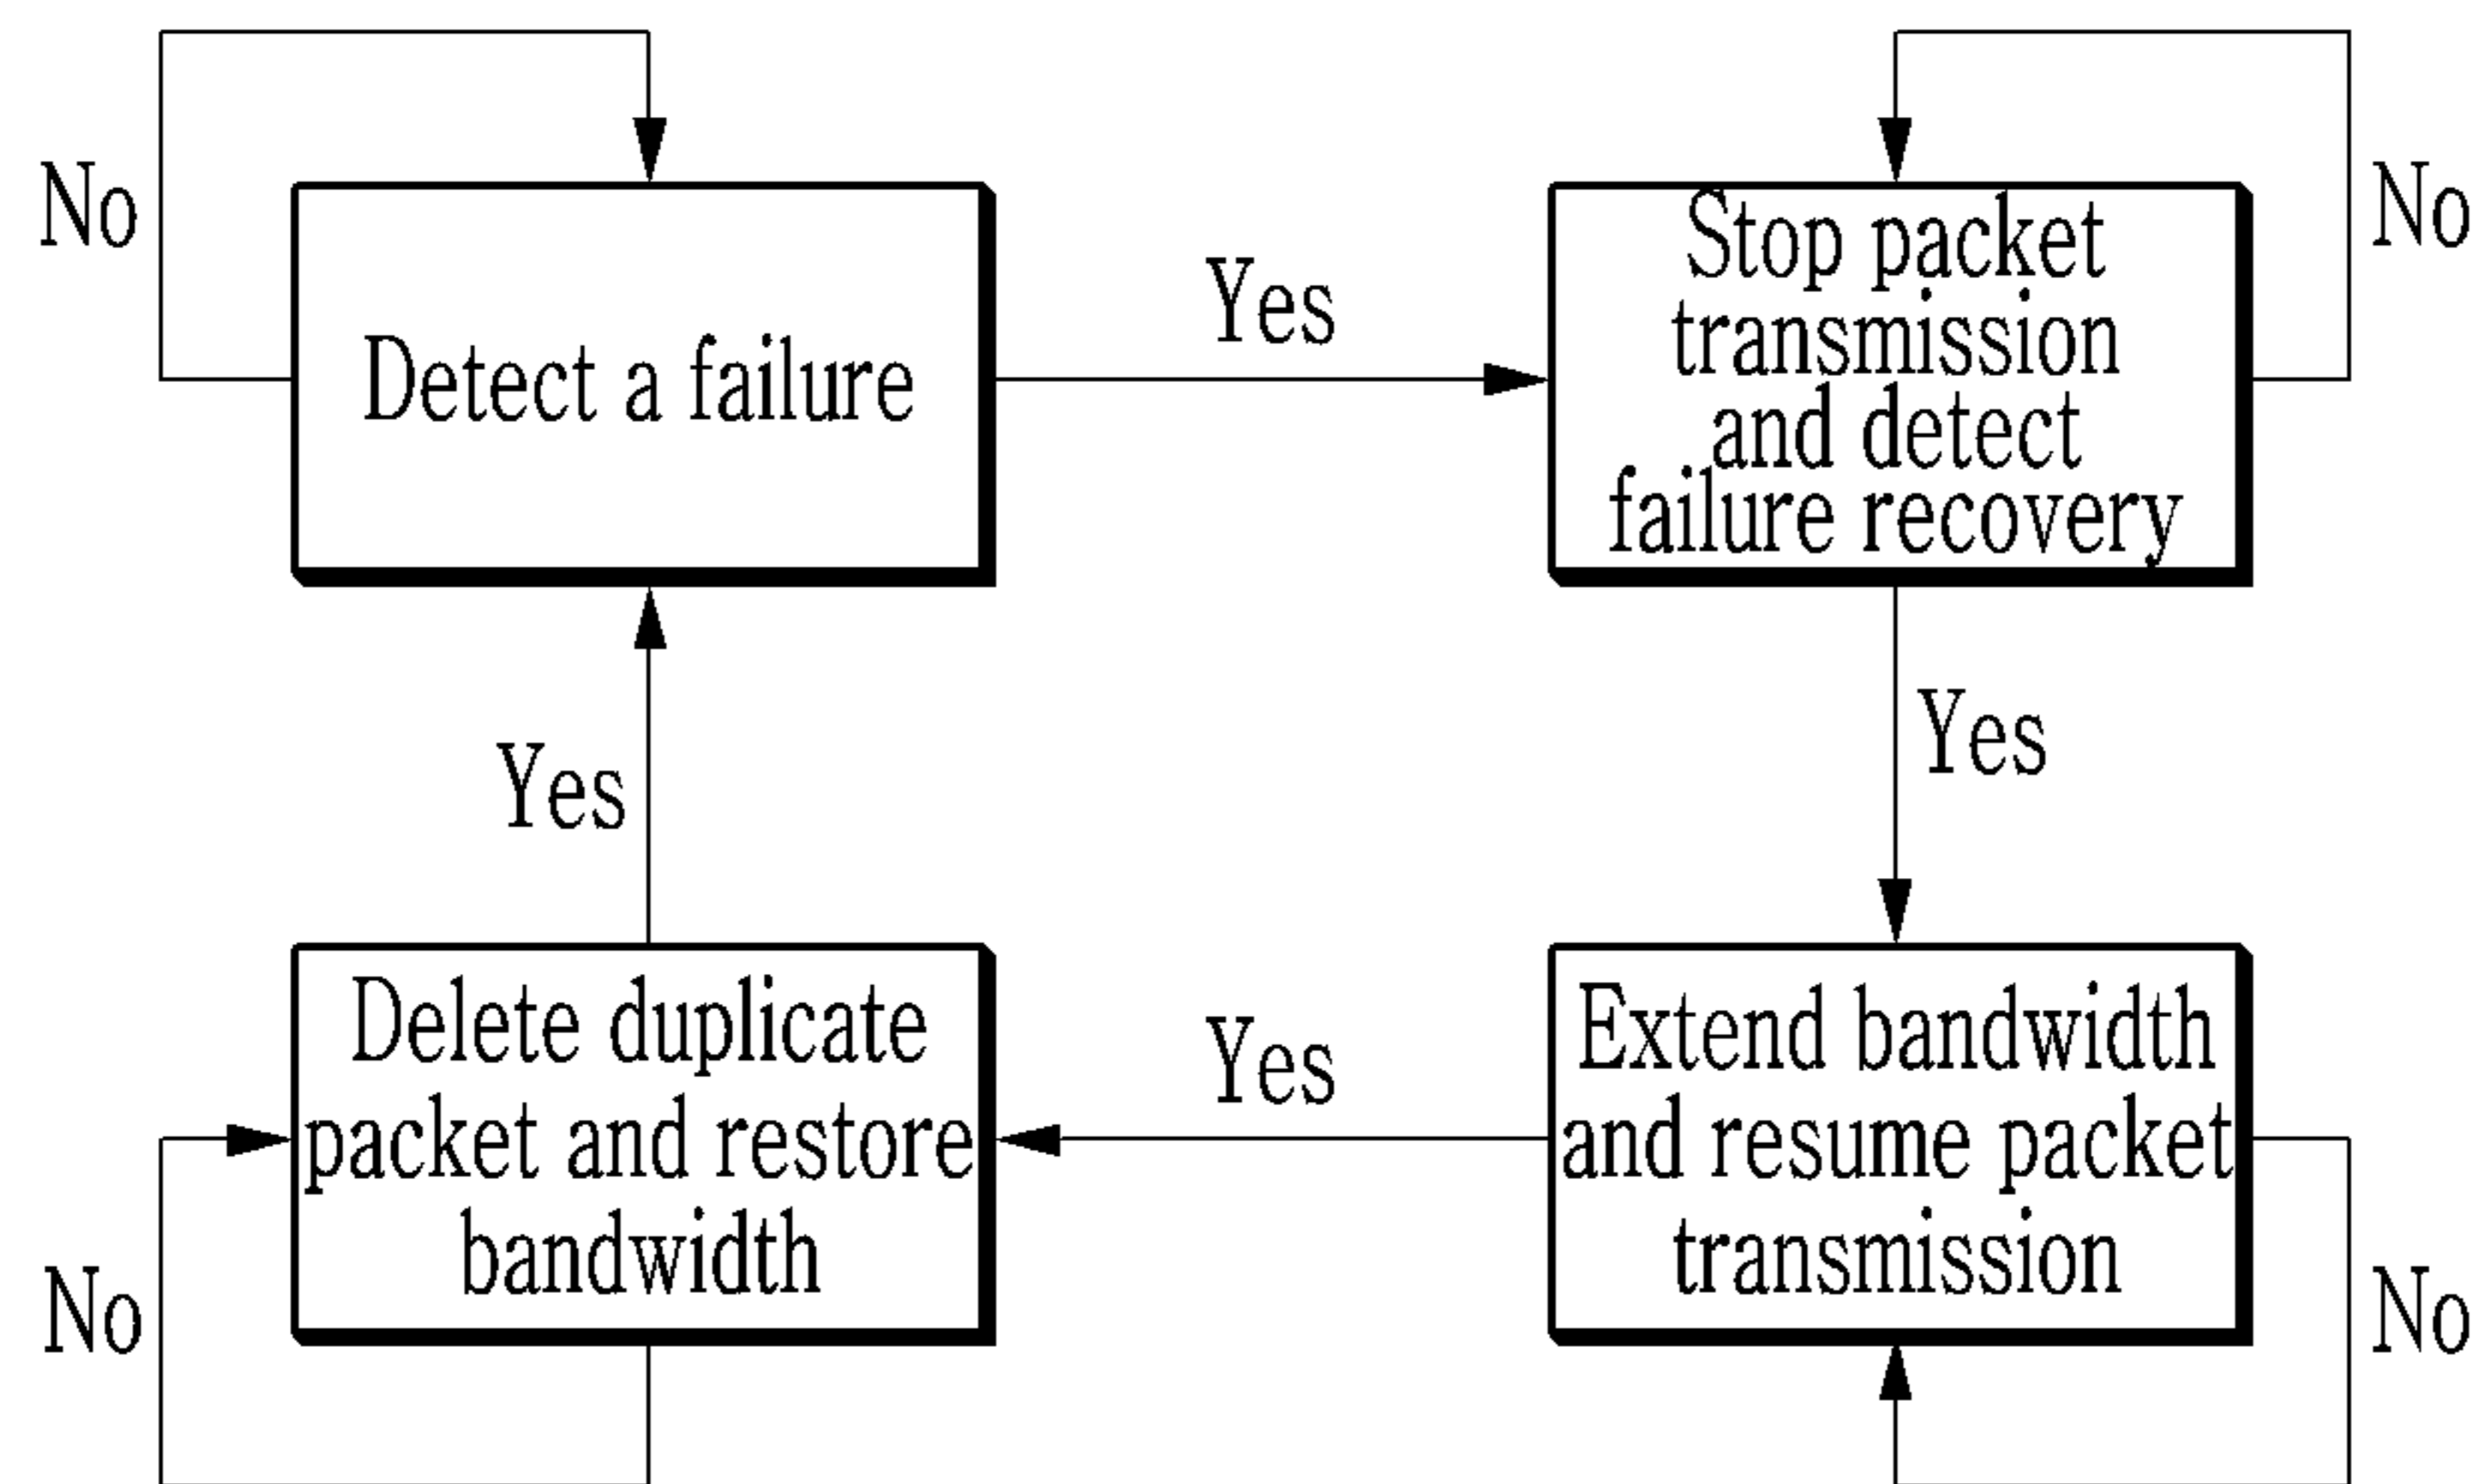 No
Detect a failure
Yes
Stop packet
transmission
and detect
failure recovery
No
Yes
Yes
Delete duplicate
packet and restore
bandwidth
No
Yes
Extend bandwidth
and resume packet
transmission
No